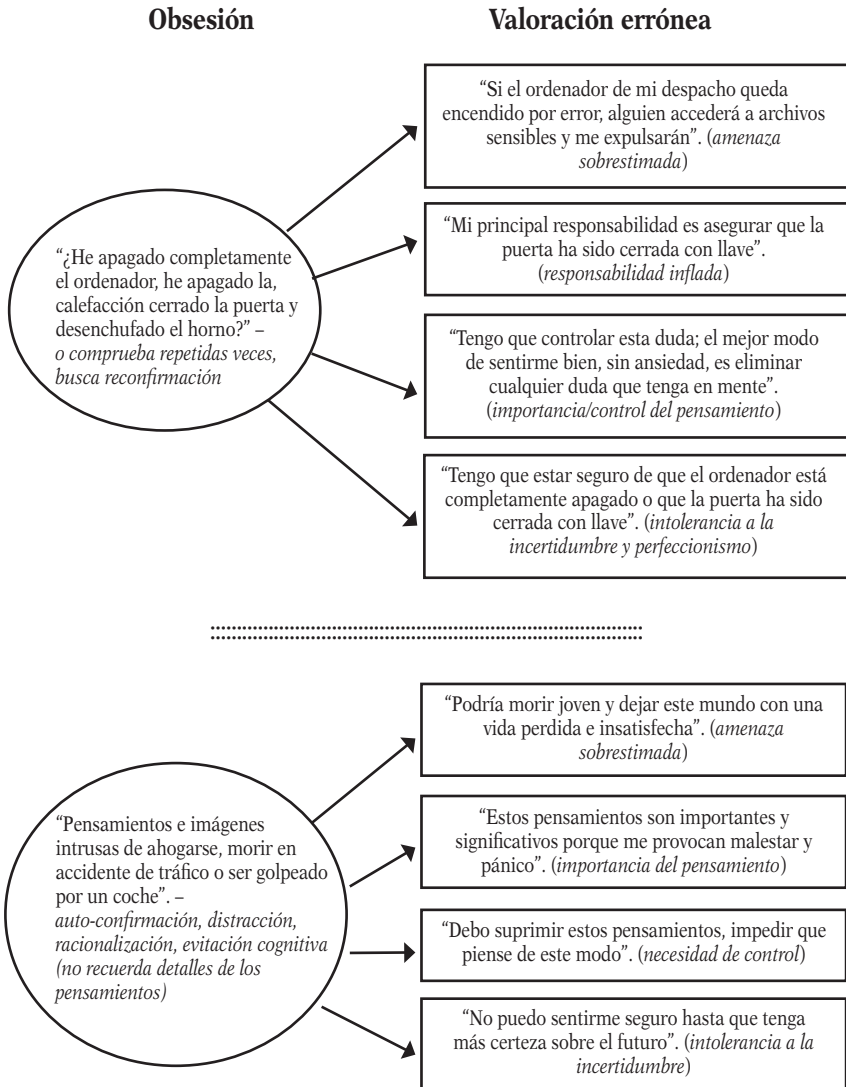 Obsesión
Valoración errónea
“Si el ordenador de mi despacho queda
encendido por error, alguien accederá a archivos
sensibles y me expulsarán”. (amenaza
sobrestimada)
“¿He apagado completamente
el ordenador, he apagado la,
calefacción cerrado la puerta y
desenchufado el horno?” –
o comprueba repetidas veces,
busca reconfirmación
“Mi principal responsabilidad es asegurar que la
puerta ha sido cerrada con llave”.
(responsabilidad inflada)
“Tengo que controlar esta duda; el mejor modo
de sentirme bien, sin ansiedad, es eliminar
cualquier duda que tenga en mente”.
(importancia/control del pensamiento)
“Tengo que estar seguro de que el ordenador está
completamente apagado o que la puerta ha sido
cerrada con llave”. (intolerancia a la
incertidumbre y perfeccionismo)
“Podría morir joven y dejar este mundo con una
vida perdida e insatisfecha”. (amenaza
sobrestimada)
“Pensamientos e imágenes
intrusas de ahogarse, morir en
accidente de tráfico o ser golpeado
por un coche”. –
auto-confirmación, distracción,
racionalización, evitación cognitiva
(no recuerda detalles de los
pensamientos)
“Estos pensamientos son importantes y
significativos porque me provocan malestar y
pánico”. (importancia del pensamiento)
“Debo suprimir estos pensamientos, impedir que
piense de este modo”. (necesidad de control)
“No puedo sentirme seguro hasta que tenga
más certeza sobre el futuro”. (intolerancia a la
incertidumbre)